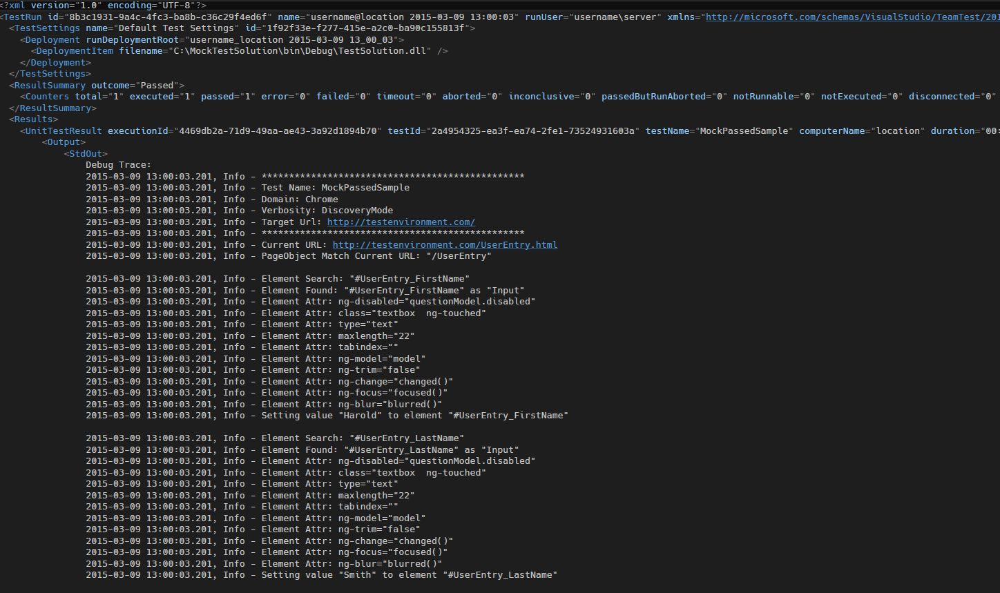 <?xml version="1.0" encoding="UTF-8"?>
<TestRun id="8b3c1931-9a4c-4fc3-ba8b-c36c29f4ed6f" name="username@location 2015-03-09 13:00:03" runUser="username\server" xmlns="http://microsoft.com/schemas/VisualStudio/TeamTest/201
<TestSettings name="Default Test Settings" id="1f92f33e-f277-415e-a2c0-ba90c155813f">
<Deployment runDeploymentRoot="username_location 2015-03-09 13_00_03">
<DeploymentItem filename="C:\MockTestSolution\bin\Debug\TestSolution.dll" />
</Deployment>
</TestSettings>
<ResultSummary outcome="Passed">
<Counters total="1" executed="1" passed="1" error="0" failed="0" timeout="0" aborted="0" inconclusive="0" passedButRunAborted="0" notRunnable="0" notExecuted="0" disconnected="0"
</ResultSummary>
<Results>
<UnitTestResult executionId="4469db2a-71d9-49aa-ae43-3a92d1894b70" testId="2a4954325-ea3f-ea74-2fe1-73524931603a" testName="MockPassedSample" computerName="location" duration="00:
<Output>
<StdOut>
Debug Trace:
2015-03-09 13:00:03.201, Info - ************************************************
2015-03-09 13:00:03.201, Info - Test Name: MockPassedSample
2015-03-09 13:00:03.201, Info - Domain: Chrome
2015-03-09 13:00:03.201, Info - Verbosity: DiscoveryMode
2015-03-09 13:00:03.201, Info - Target Url: http://testenvironment.com/
2015-03-09 13:00:03.201, Info - ************************************************
2015-03-09 13:00:03.201, Info - Current URL: http://testenvironment.com/UserEntry.html
2015-03-09 13:00:03.201, Info - PageObject Match Current URL: "/UserEntry"
2015-03-09 13:00:03.201, Info - Element Search: "#UserEntry_FirstName"
2015-03-09 13:00:03.201, Info - Element Found: "#UserEntry_FirstName" as "Input"
2015-03-09 13:00:03.201, Info - Element Attr: ng-disabled="questionModel.disabled"
2015-03-09 13:00:03.201, Info - Element Attr: class="textbox  ng-touched"
2015-03-09 13:00:03.201, Info - Element Attr: type="text"
2015-03-09 13:00:03.201, Info - Element Attr: maxlength="22"
2015-03-09 13:00:03.201, Info - Element Attr: tabindex=""
2015-03-09 13:00:03.201, Info - Element Attr: ng-model="model"
2015-03-09 13:00:03.201, Info - Element Attr: ng-trim="false"
2015-03-09 13:00:03.201, Info - Element Attr: ng-change="changed()"
2015-03-09 13:00:03.201, Info - Element Attr: ng-focus="focused()"
2015-03-09 13:00:03.201, Info - Element Attr: ng-blur="blurred()"
2015-03-09 13:00:03.201, Info - Setting value "Harold" to element "#UserEntry_FirstName"
2015-03-09 13:00:03.201, Info - Element Search: "#UserEntry_LastName"
2015-03-09 13:00:03.201, Info - Element Found: "#UserEntry_LastName" as "Input"
2015-03-09 13:00:03.201, Info - Element Attr: ng-disabled="questionModel.disabled"
2015-03-09 13:00:03.201, Info - Element Attr: class="textbox  ng-touched"
2015-03-09 13:00:03.201, Info - Element Attr: type="text"
2015-03-09 13:00:03.201, Info - Element Attr: maxlength="22"
2015-03-09 13:00:03.201, Info - Element Attr: tabindex=""
2015-03-09 13:00:03.201, Info - Element Attr: ng-model="model"
2015-03-09 13:00:03.201, Info - Element Attr: ng-trim="false"
2015-03-09 13:00:03.201, Info - Element Attr: ng-change="changed()"
2015-03-09 13:00:03.201, Info - Element Attr: ng-focus="focused()"
2015-03-09 13:00:03.201, Info - Element Attr: ng-blur="blurred()"
2015-03-09 13:00:03.201, Info - Setting value "Smith" to element "#UserEntry_LastName"